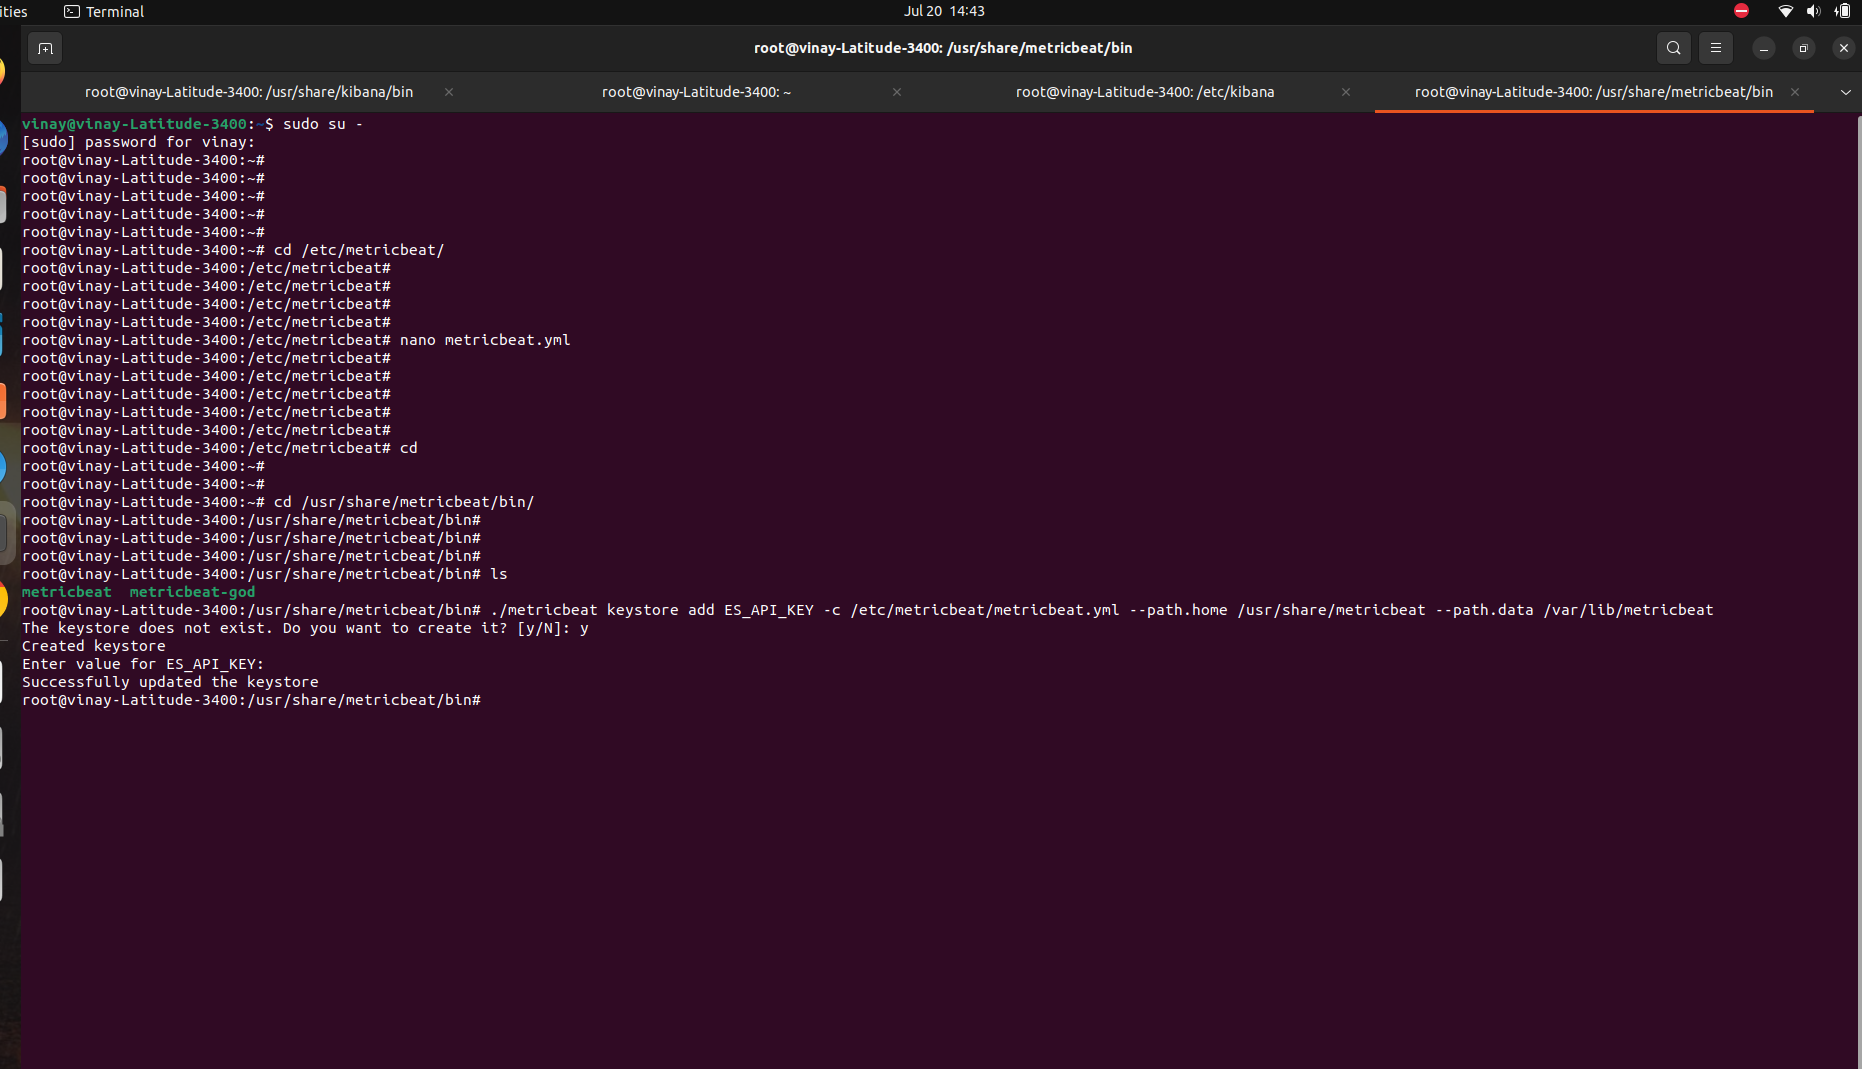 ities Terminal Jul 20 14:43
root@vinay-Latitude-3400: /usr/share/metricbeat/bin
root@vinay-Latitude-3400: /usr/share/kibana/bin root@vinay-Latitude-3400: ~ root@vinay-Latitude-3400: /etc/kibana root@vinay-Latitude-3400: /usr/share/metricbeat/bin
vinay@vinay-Latitude-3400:~$ sudo su -
[sudo] password for vinay:
root@vinay-Latitude-3400:~#
root@vinay-Latitude-3400:~#
root@vinay-Latitude-3400:~#
root@vinay-Latitude-3400:~#
root@vinay-Latitude-3400:~#
root@vinay-Latitude-3400:~# cd /etc/metricbeat/
root@vinay-Latitude-3400:/etc/metricbeat#
root@vinay-Latitude-3400:/etc/metricbeat#
root@vinay-Latitude-3400:/etc/metricbeat#
root@vinay-Latitude-3400:/etc/metricbeat#
root@vinay-Latitude-3400:/etc/metricbeat# nano metricbeat.yml
root@vinay-Latitude-3400:/etc/metricbeat#
root@vinay-Latitude-3400:/etc/metricbeat#
root@vinay-Latitude-3400:/etc/metricbeat#
root@vinay-Latitude-3400:/etc/metricbeat#
root@vinay-Latitude-3400:/etc/metricbeat#
root@vinay-Latitude-3400:/etc/metricbeat# cd
root@vinay-Latitude-3400:~#
root@vinay-Latitude-3400:~#
root@vinay-Latitude-3400:~# cd /usr/share/metricbeat/bin/
root@vinay-Latitude-3400:/usr/share/metricbeat/bin#
root@vinay-Latitude-3400:/usr/share/metricbeat/bin#
root@vinay-Latitude-3400:/usr/share/metricbeat/bin#
root@vinay-Latitude-3400:/usr/share/metricbeat/bin# ls
metricbeat metricbeat-god
root@vinay-Latitude-3400:/usr/share/metricbeat/bin# ./metricbeat keystore add ES_API_KEY -c /etc/metricbeat/metricbeat.yml --path.home /usr/share/metricbeat --path.data /var/lib/metricbeat
The keystore does not exist. Do you want to create it? [y/N]: y
Created keystore
Enter value for ES_API_KEY:
Successfully updated the keystore
root@vinay-Latitude-3400:/usr/share/metricbeat/bin#